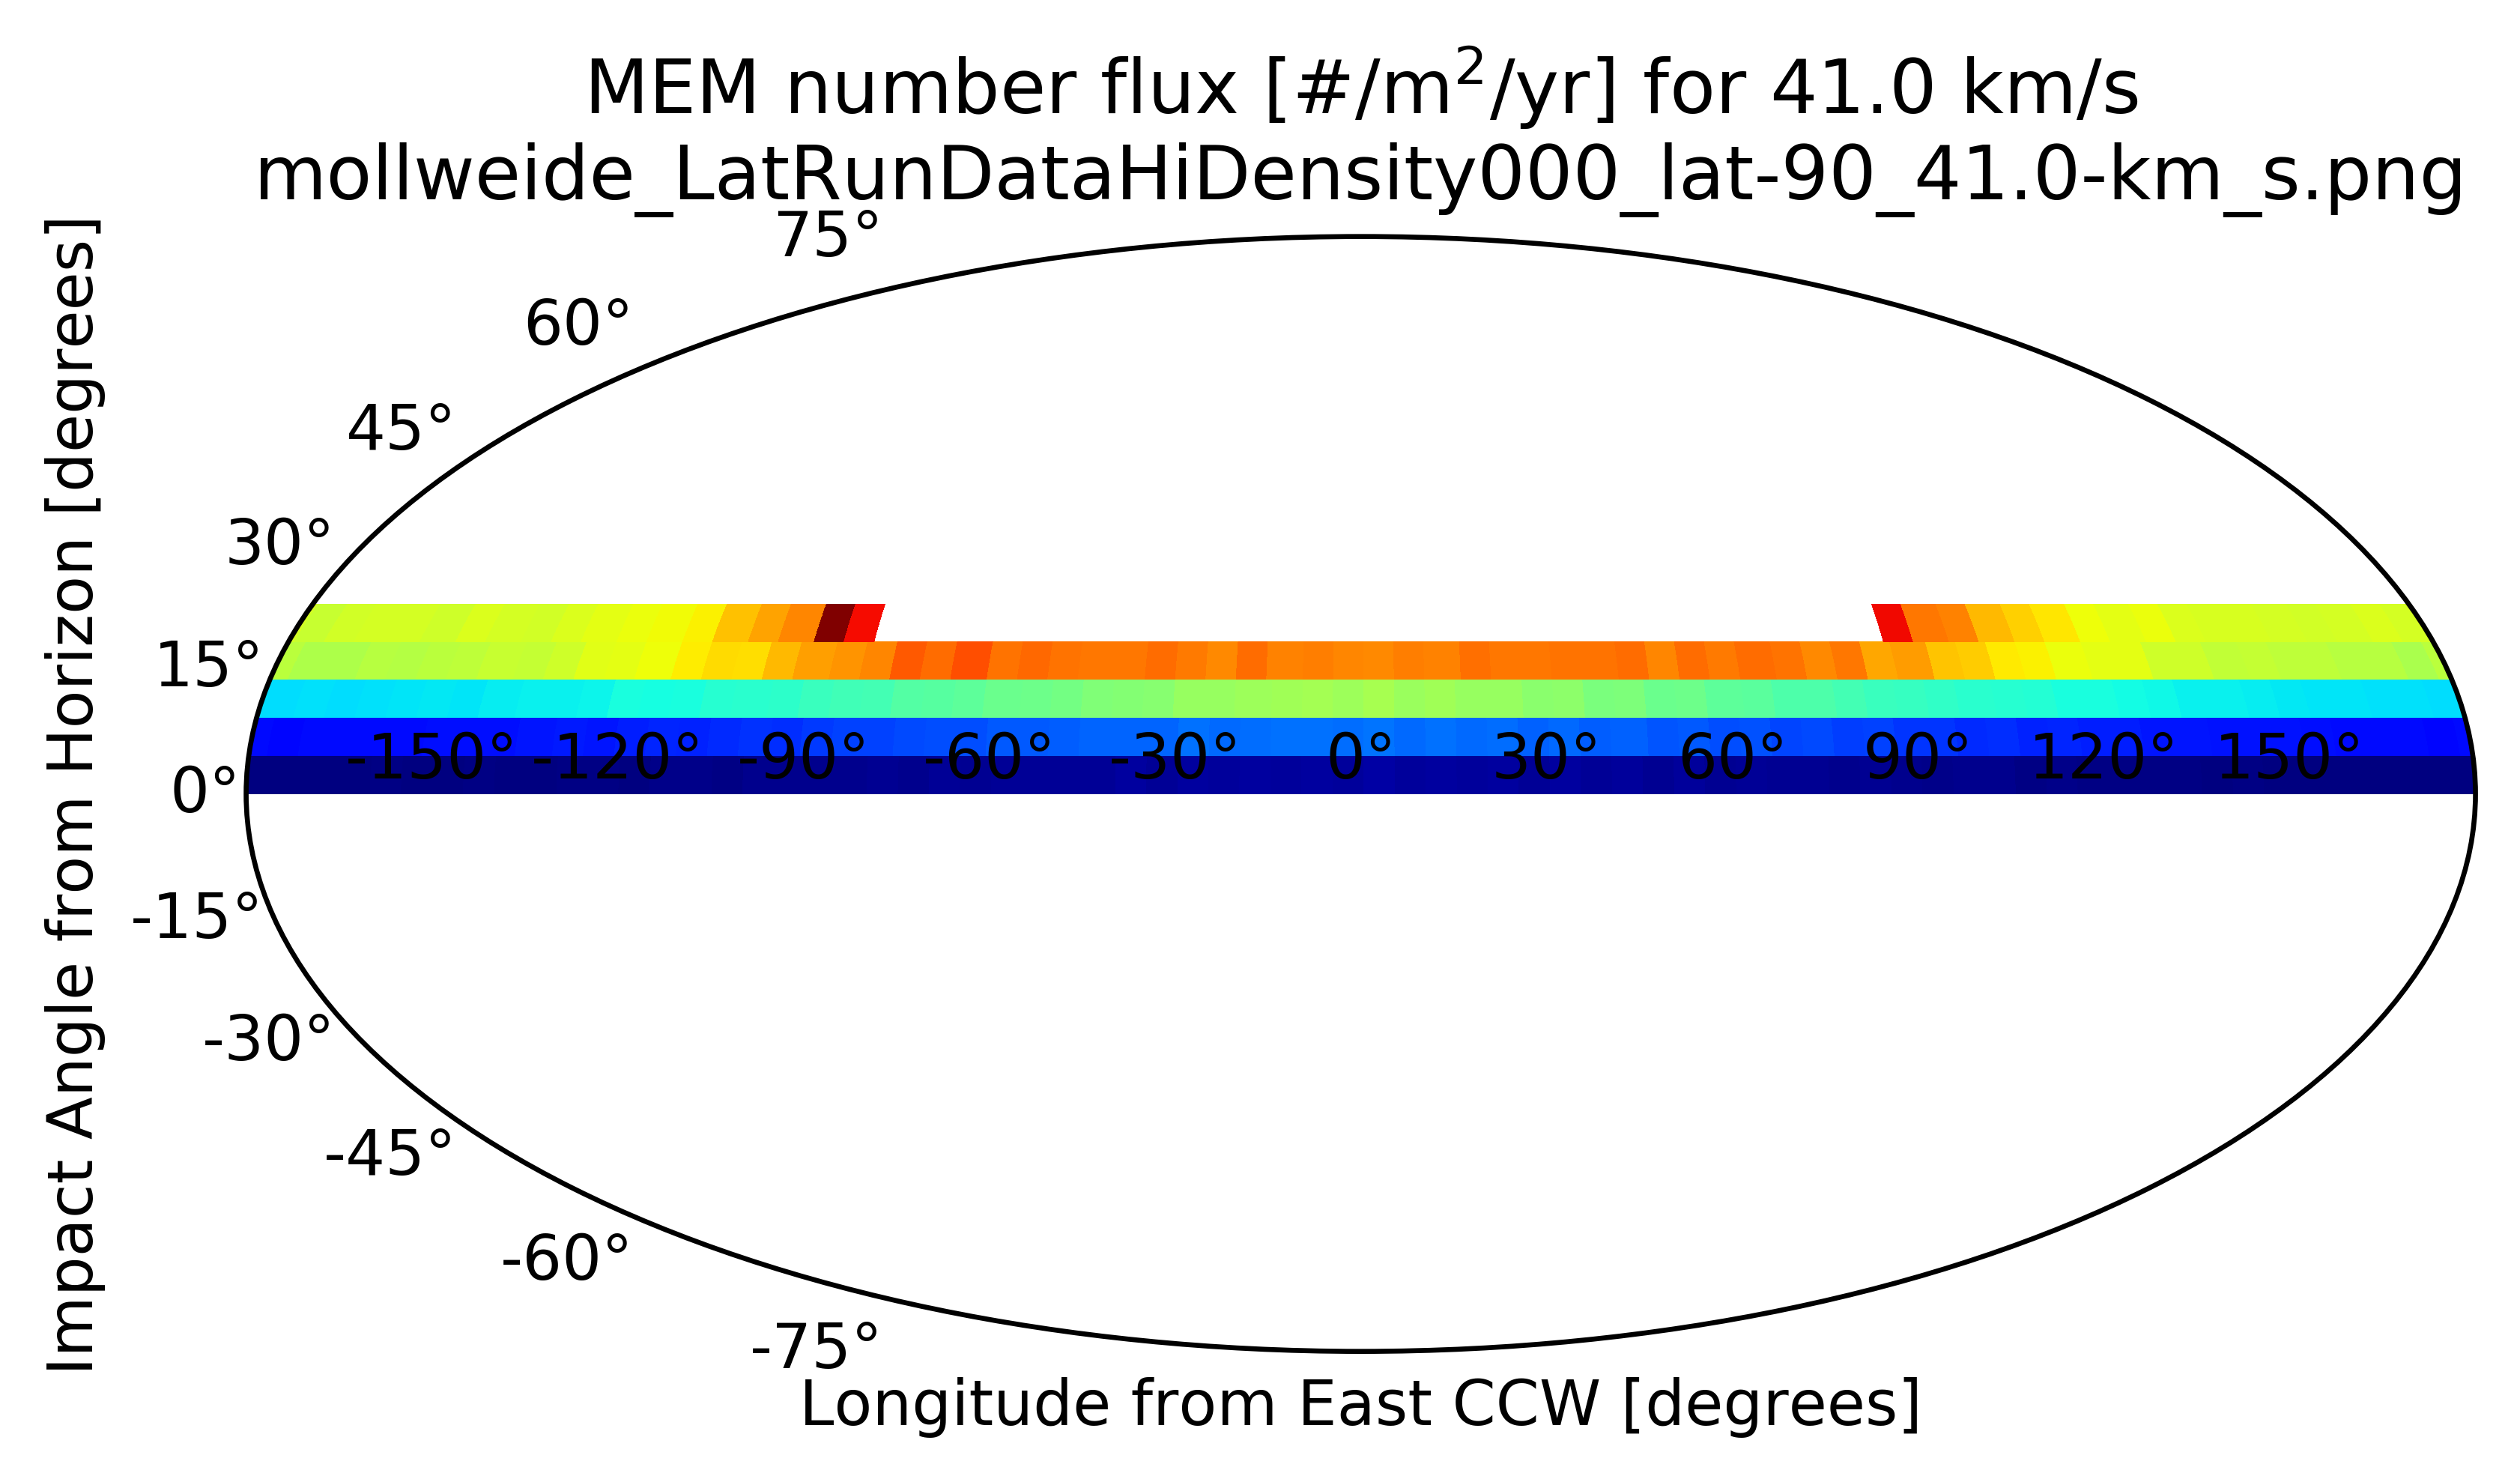 MEM number flux [#/m²/yr] for 41.0 km/s
mollweide_LatRunDataHiDensity000_lat-90_41.0-km_s.png
75°
60°
45°
30°
15°
0°
-15°
-30°
-45°
-60°
-75°
-150° -120° -90° -60° -30° 0° 30° 60° 90° 120° 150°
Impact Angle from Horizon [degrees]
Longitude from East CCW [degrees]